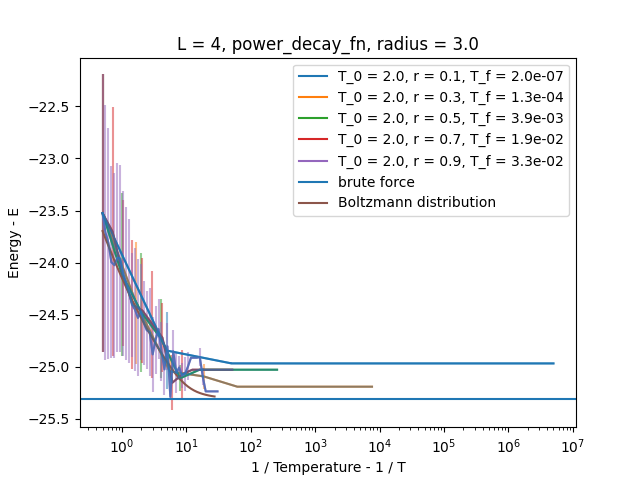 L = 4, power_decay_fn, radius = 3.0
T_0 = 2.0, r = 0.1, T_f = 2.0e-07
T_0 = 2.0, r = 0.3, T_f = 1.3e-04
T_0 = 2.0, r = 0.5, T_f = 3.9e-03
T_0 = 2.0, r = 0.7, T_f = 1.9e-02
T_0 = 2.0, r = 0.9, T_f = 3.3e-02
brute force
Boltzmann distribution
Energy - E
−22.5
−23.0
−23.5
−24.0
−24.5
−25.0
−25.5
10⁰ 10¹ 10² 10³ 10⁴ 10⁵ 10⁶ 10⁷
1 / Temperature - 1 / T